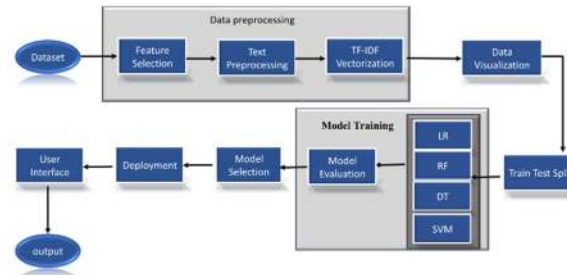 Data preprocessing
Dataset
Feature
Selection
Text
Preprocessing
TF-IDF
Vectorization
Data
Visualization
Model Training
LR
RF
DT
SVM
Train Test Spl
Model
Evaluation
Model
Selection
Deployment
User
Interface
output